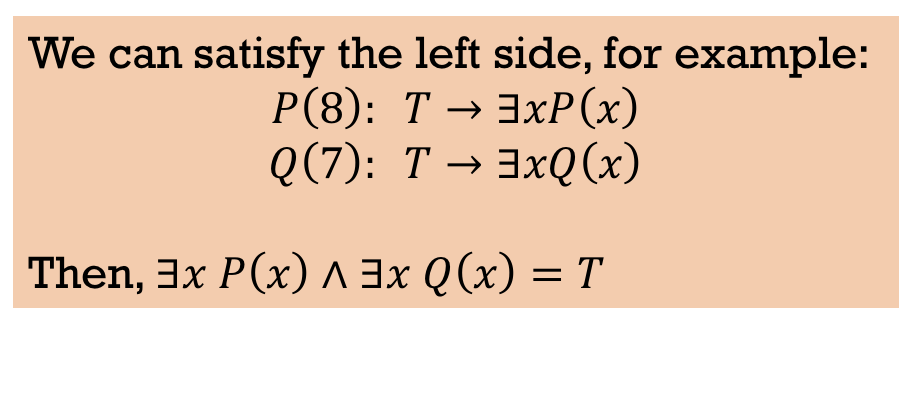 We can satisfy the left side, for example:
P(8): T → ∃xP(x)
Q(7): T → ∃xQ(x)
Then, ∃x P(x) ∧ ∃x Q(x) = T